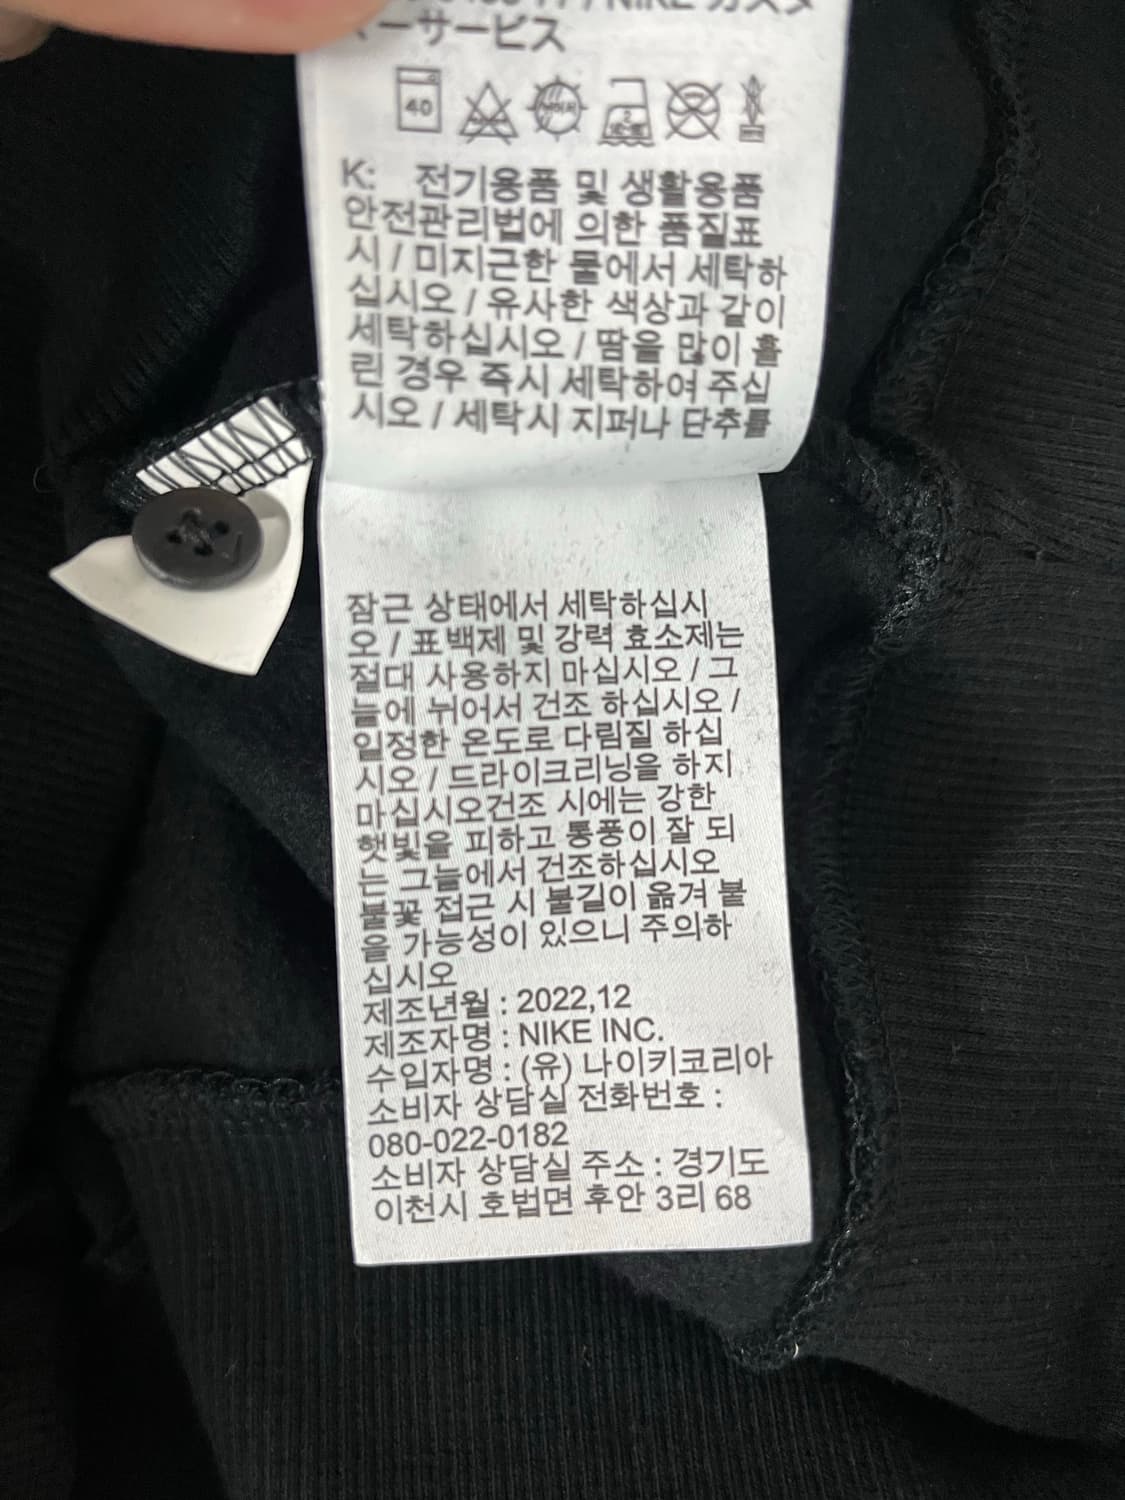 NIKE カスタ
ーサービス
40
K: 전기용품 및 생활용품
안전관리법에 의한 품질표
시 / 미지근한 물에서 세탁하
십시오 / 유사한 색상과 같이
세탁하십시오 / 땀을 많이 흘
린 경우 즉시 세탁하여 주십
시오 / 세탁시 지퍼나 단추를
잠근 상태에서 세탁하십시
오 / 표백제 및 강력 효소제는
절대 사용하지 마십시오 / 그
늘에 뉘어서 건조 하십시오 /
일정한 온도로 다림질 하십
시오 / 드라이크리닝을 하지
마십시오건조 시에는 강한
햇빛을 피하고 통풍이 잘 되
는 그늘에서 건조하십시오
불꽃 접근 시 불길이 옮겨 붙
을 가능성이 있으니 주의하
십시오
제조년월 : 2022,12
제조자명 : NIKE INC.
수입자명 : (유) 나이키코리아
소비자 상담실 전화번호 :
080-022-0182
소비자 상담실 주소 : 경기도
이천시 호법면 후안 3리 68